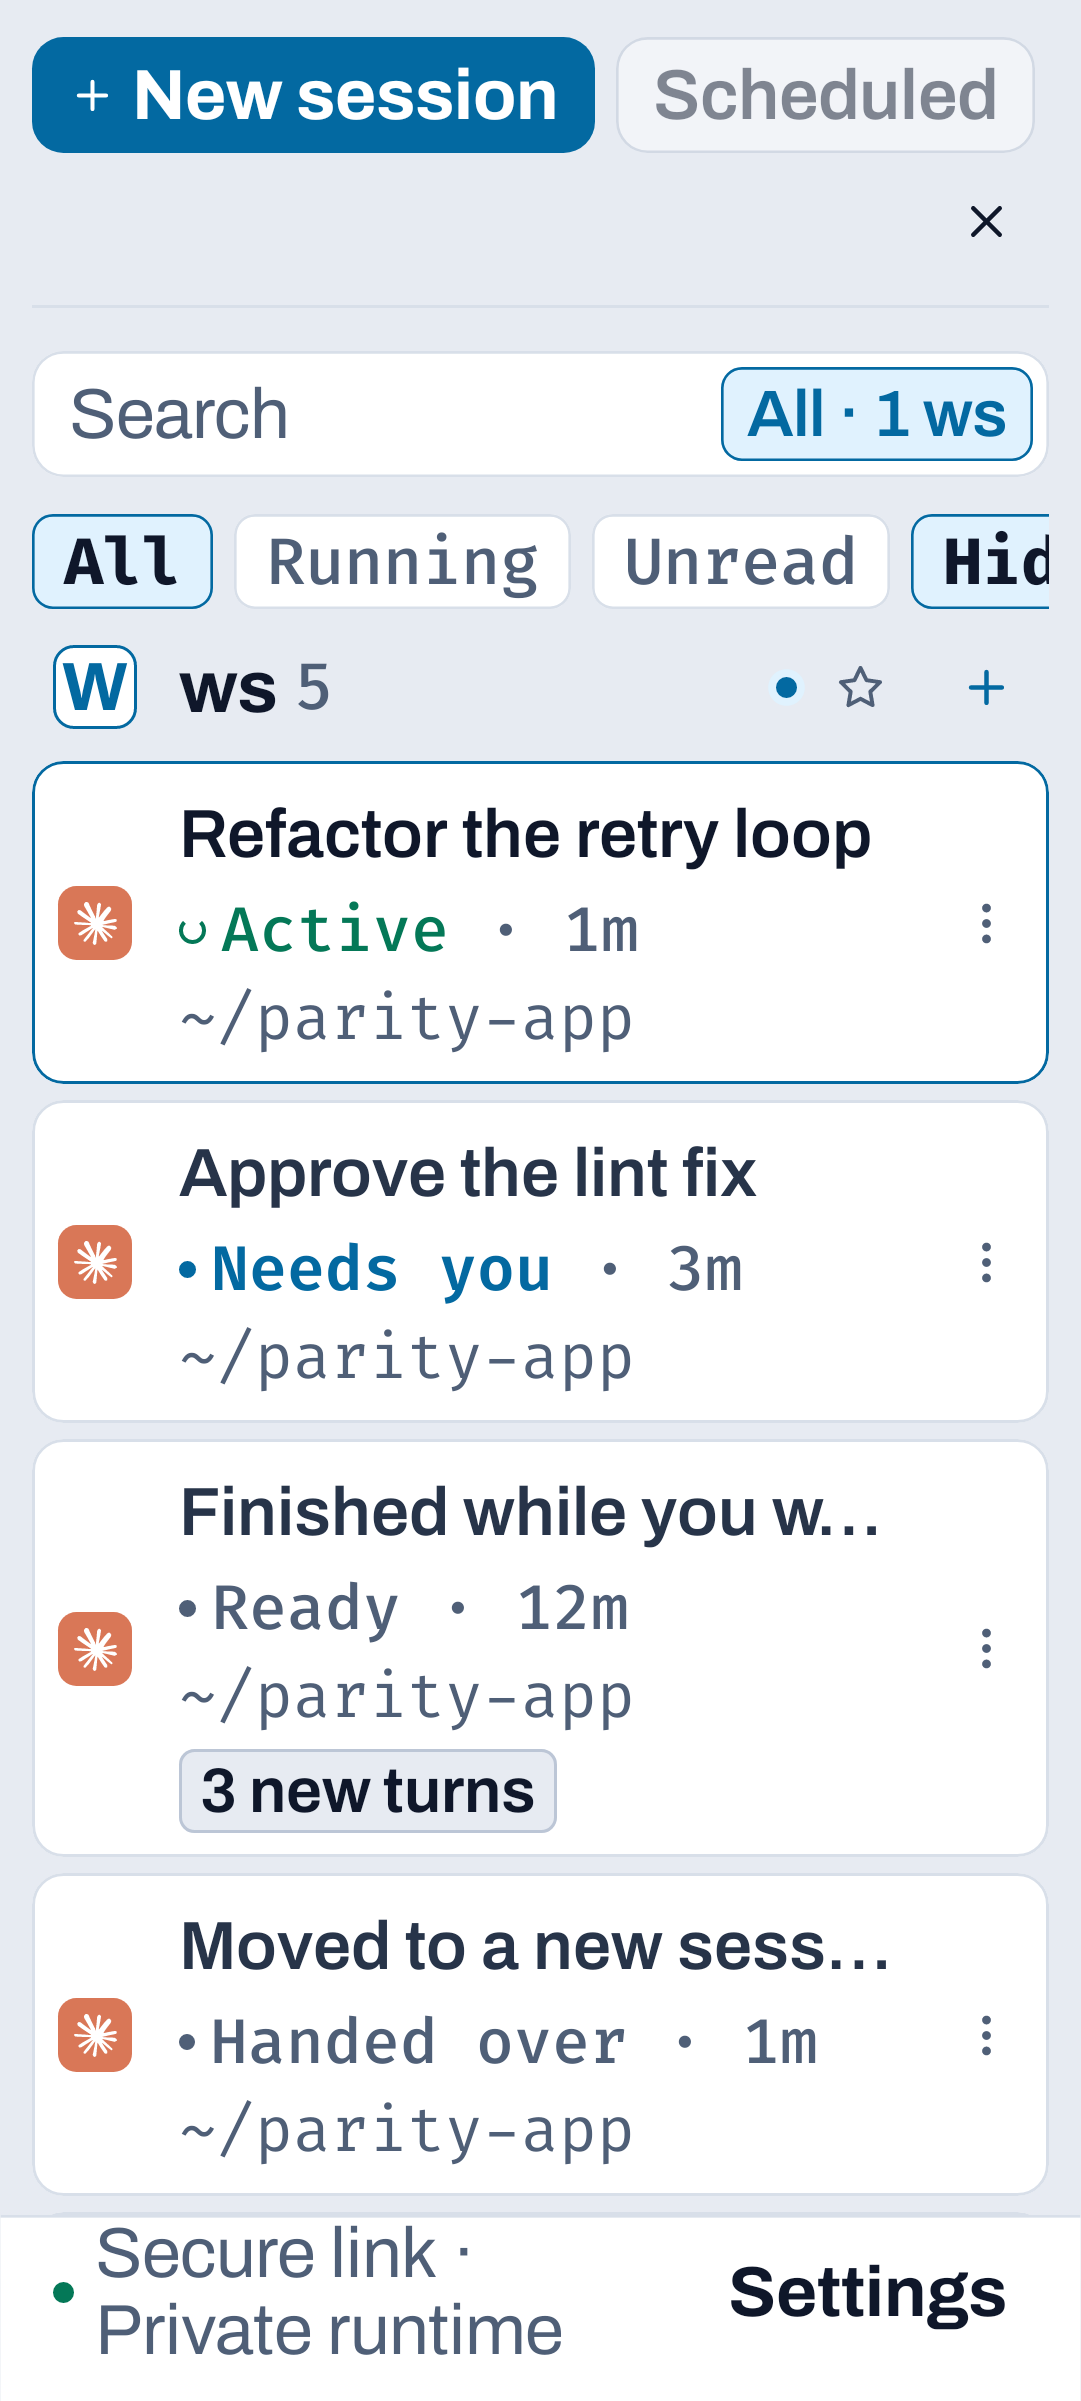 + New session
Scheduled
Search
All · 1 ws
All
Running
Unread
Hid
W
ws 5
Refactor the retry loop
Active · 1m
~/parity-app
Approve the lint fix
Needs you · 3m
~/parity-app
Finished while you w...
Ready · 12m
~/parity-app
3 new turns
Moved to a new sess...
Handed over · 1m
~/parity-app
Secure link ·
Private runtime
Settings